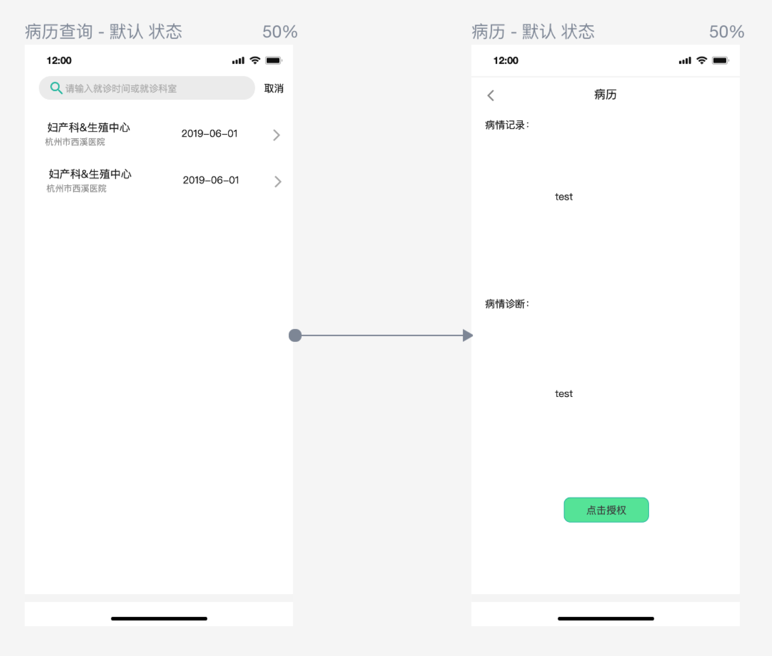 病历查询 - 默认 状态 50%
12:00
请输入就诊时间或就诊科室 取消
妇产科&生殖中心 2019-06-01
杭州市西溪医院
妇产科&生殖中心 2019-06-01
杭州市西溪医院
病历 - 默认 状态 50%
12:00
病历
病情记录:
test
病情诊断:
test
点击授权